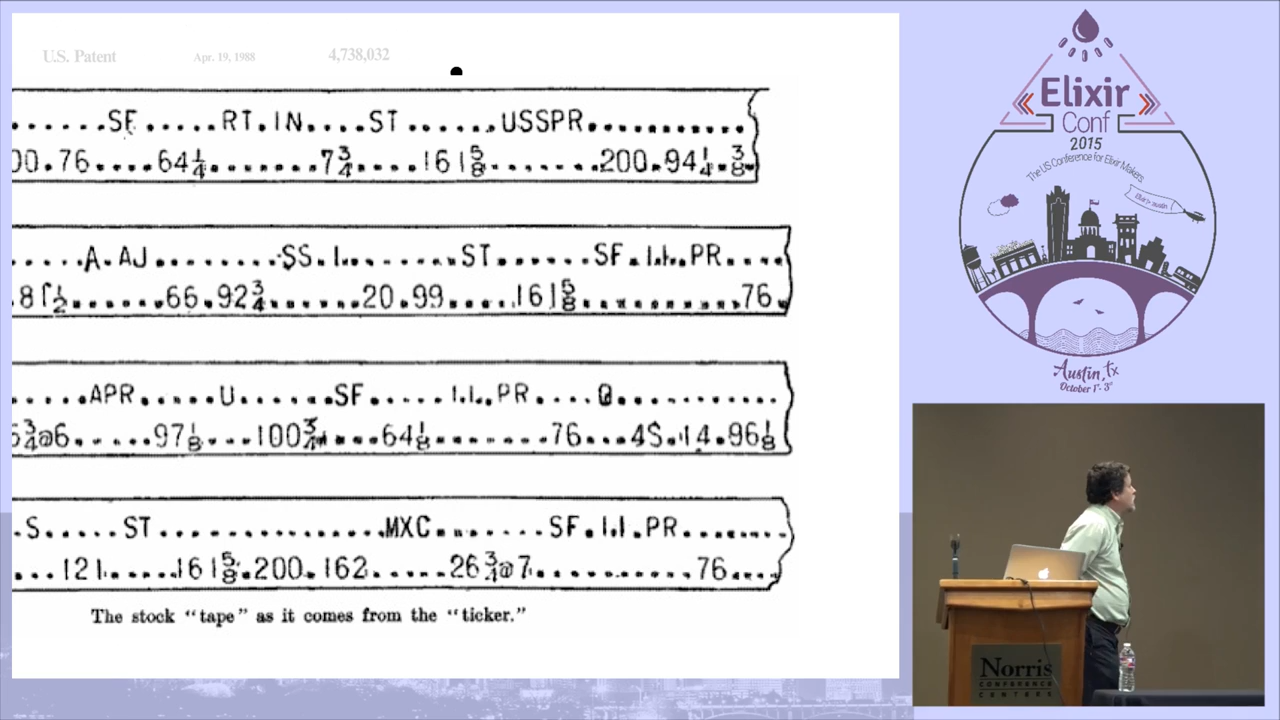 U.S. Patent Apr. 19, 1988 4,738,032
.......SF.....RT.IN....ST......USSPR............
00.76.....64¼........7¾.....161⅝........200.94¼.⅜.
.....A.AJ........SS.I.......ST......SF.I.I..PR....
.81½......66.92¾......20.99....161⅝...........76.
.....APR.....U......SF.....I.I..PR....Q..........
6¾@6.....97⅛...100¾....64⅛........76...4S.14.96⅛
.S....ST.............MXC.......SF.I.I.PR.......
...121.....161⅝.200.162.....26¾@7...........76....
The stock “tape” as it comes from the “ticker.”
Elixir
Conf
2015
The US Conference for Elixir Makers
Austin, tx
October 1st- 3rd
Norris
CONFERENCE
CENTERS